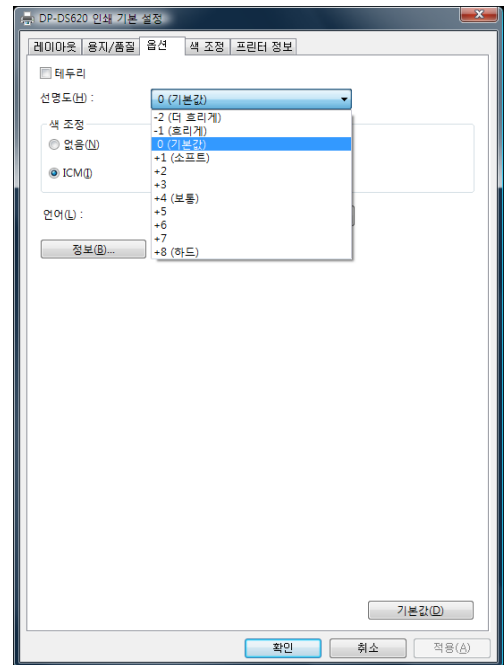 DP-DS620 인쇄 기본 설정
레이아웃 용지/품질 옵션 색 조정 프린터 정보
테두리
선명도(H) : 0 (기본값)
-2 (더 흐리게)
-1 (흐리게)
0 (기본값)
+1 (소프트)
+2
+3
+4 (보통)
+5
+6
+7
+8 (하드)
색 조정
없음(N)
ICM(I)
언어(L) :
정보(B)...
기본값(D)
확인 취소 적용(A)